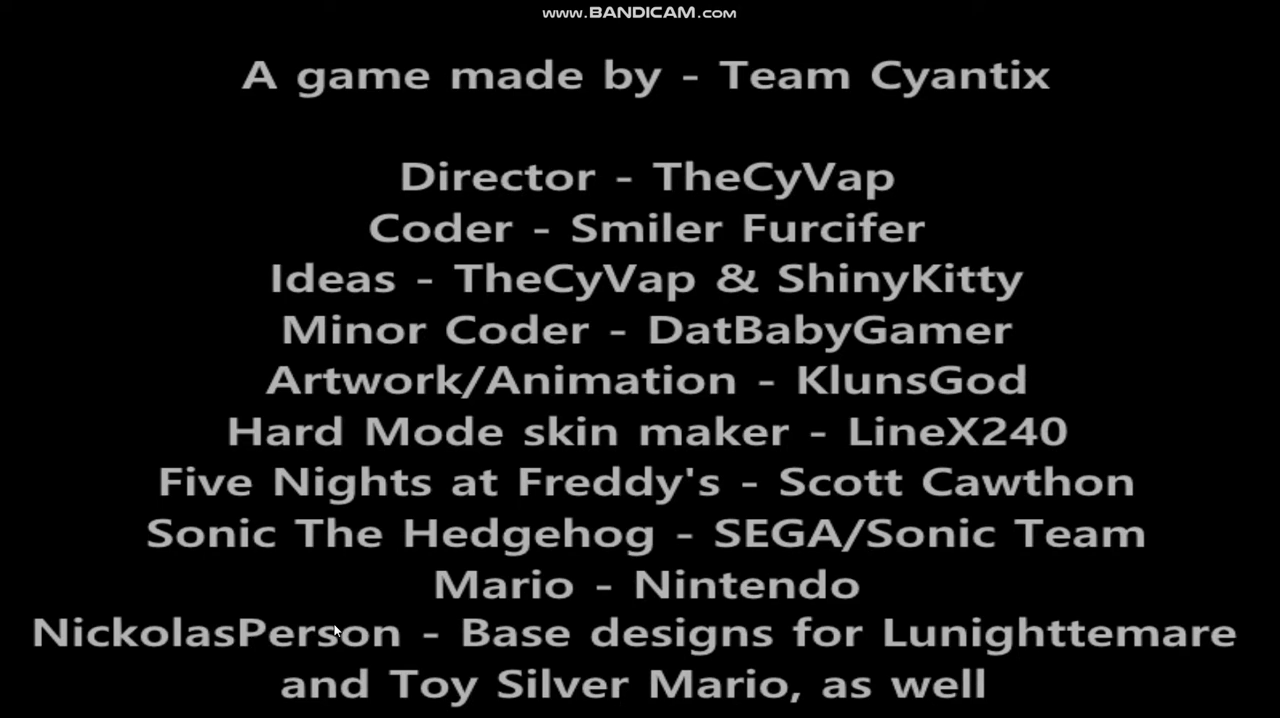 www.BANDICAM.com
A game made by - Team Cyantix
Director - TheCyVap
Coder - Smiler Furcifer
Ideas - TheCyVap & ShinyKitty
Minor Coder - DatBabyGamer
Artwork/Animation - KlunsGod
Hard Mode skin maker - LineX240
Five Nights at Freddy's - Scott Cawthon
Sonic The Hedgehog - SEGA/Sonic Team
Mario - Nintendo
NickolasPerson - Base designs for Lunighttemare
and Toy Silver Mario, as well